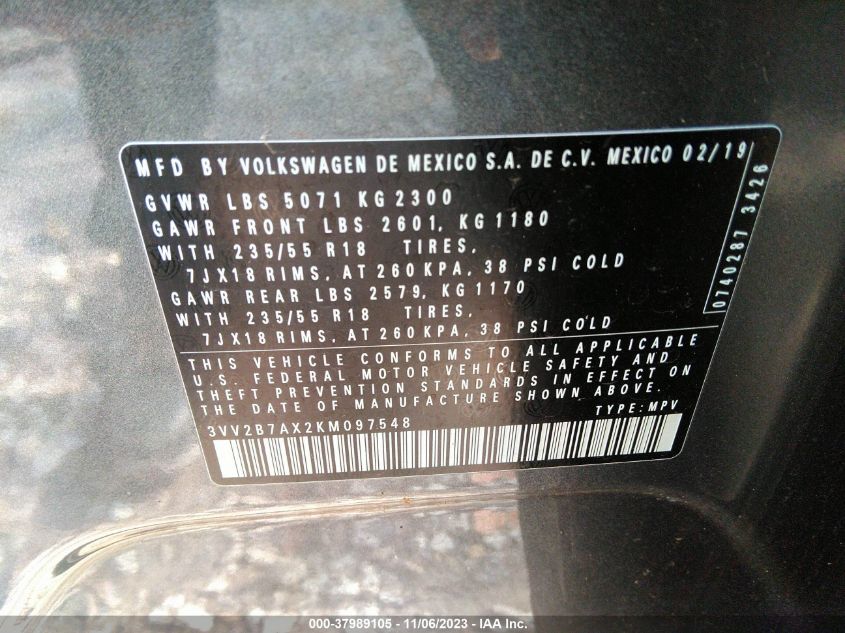 MFD BY VOLKSWAGEN DE MEXICO S.A. DE C.V. MEXICO 02/19
GVWR LBS 5071 KG 2300
GAWR FRONT LBS 2601, KG 1180
WITH 235/55 R18 TIRES,
7JX18 RIMS, AT 260 KPA, 38 PSI COLD
GAWR REAR LBS 2579, KG 1170
WITH 235/55 R18 TIRES,
7JX18 RIMS, AT 260 KPA, 38 PSI COLD
0740287 3426
THIS VEHICLE CONFORMS TO ALL APPLICABLE
U.S. FEDERAL MOTOR VEHICLE SAFETY AND
THEFT PREVENTION STANDARDS IN EFFECT ON
THE DATE OF MANUFACTURE SHOWN ABOVE.
TYPE: MPV
3VV2B7AX2KM097548
000-37989105 - 11/06/2023 - IAA Inc.